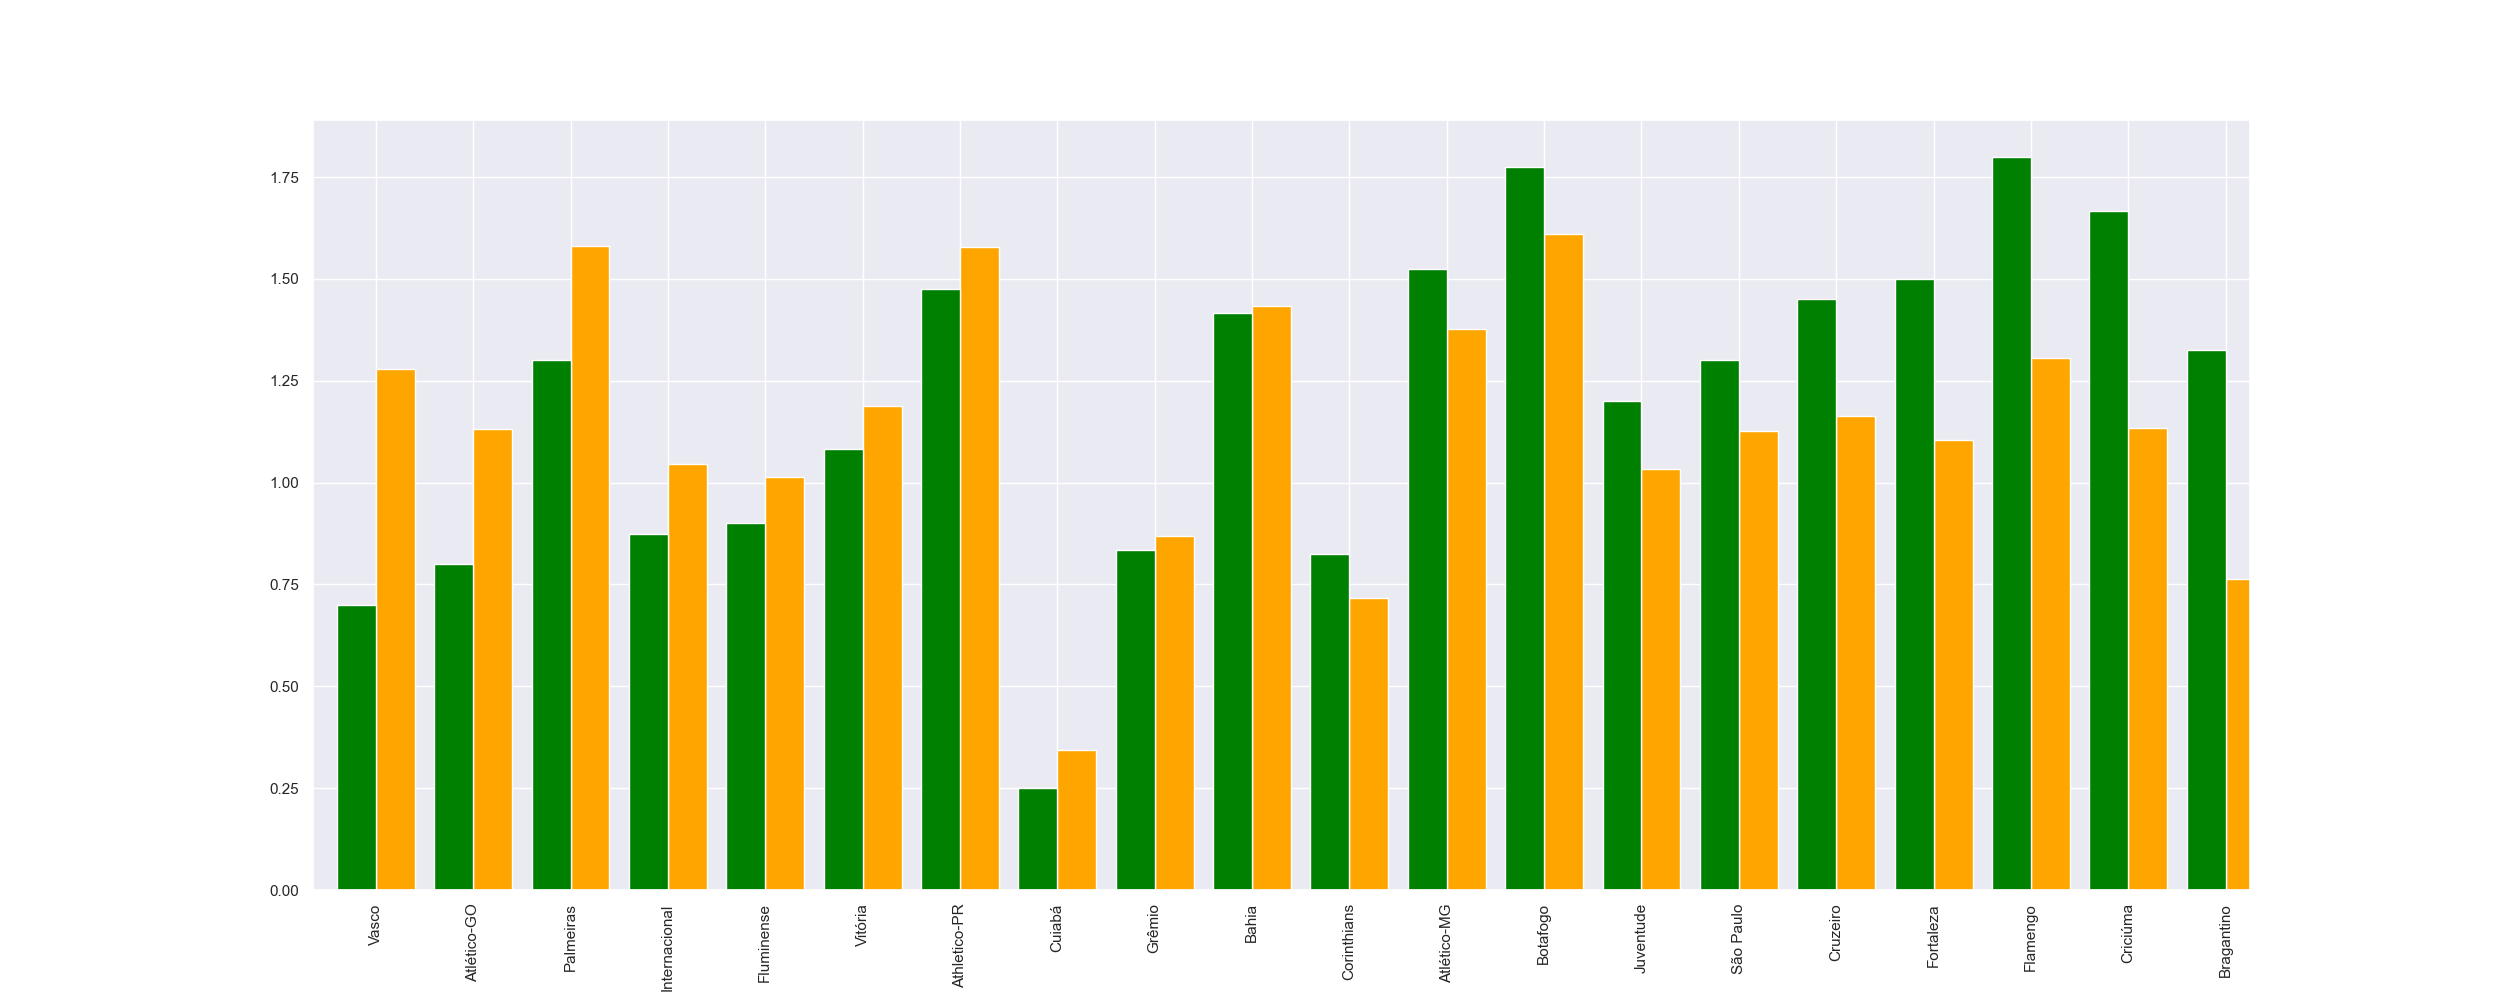 1.75
1.50
1.25
1.00
0.75
0.50
0.25
0.00
Vasco
Atlético-GO
Palmeiras
Internacional
Fluminense
Vitória
Athletico-PR
Cuiabá
Grêmio
Bahia
Corinthians
Atlético-MG
Botafogo
Juventude
São Paulo
Cruzeiro
Fortaleza
Flamengo
Criciúma
Bragantino